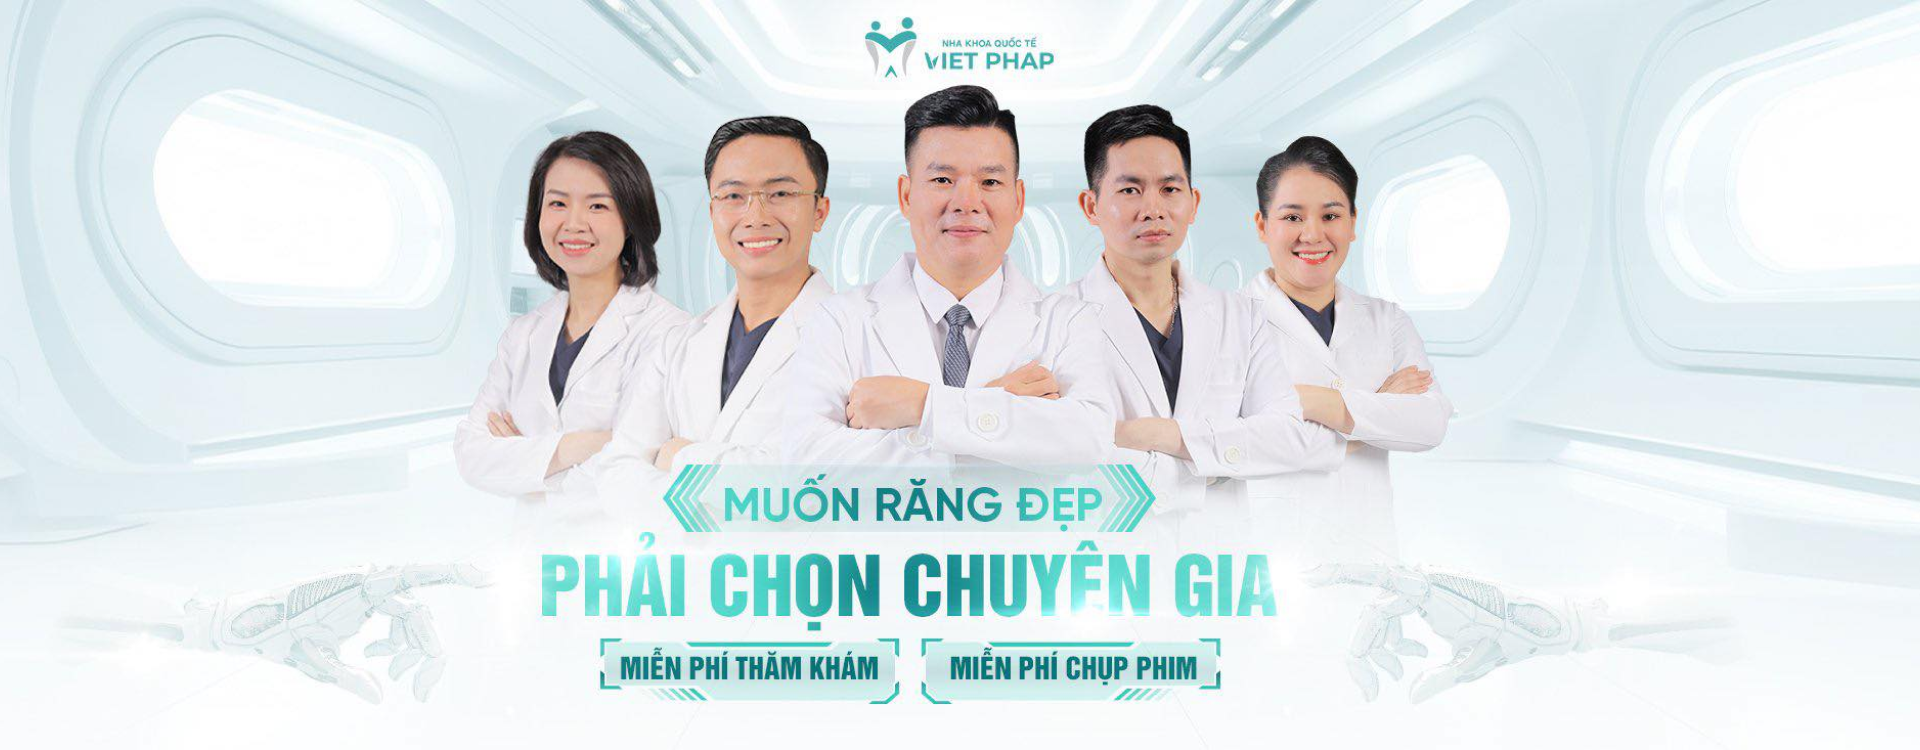 NHA KHOA QUỐC TẾ
VIET PHAP
MUỐN RĂNG ĐẸP
PHẢI CHỌN CHUYÊN GIA
MIỄN PHÍ THĂM KHÁM
MIỄN PHÍ CHỤP PHIM